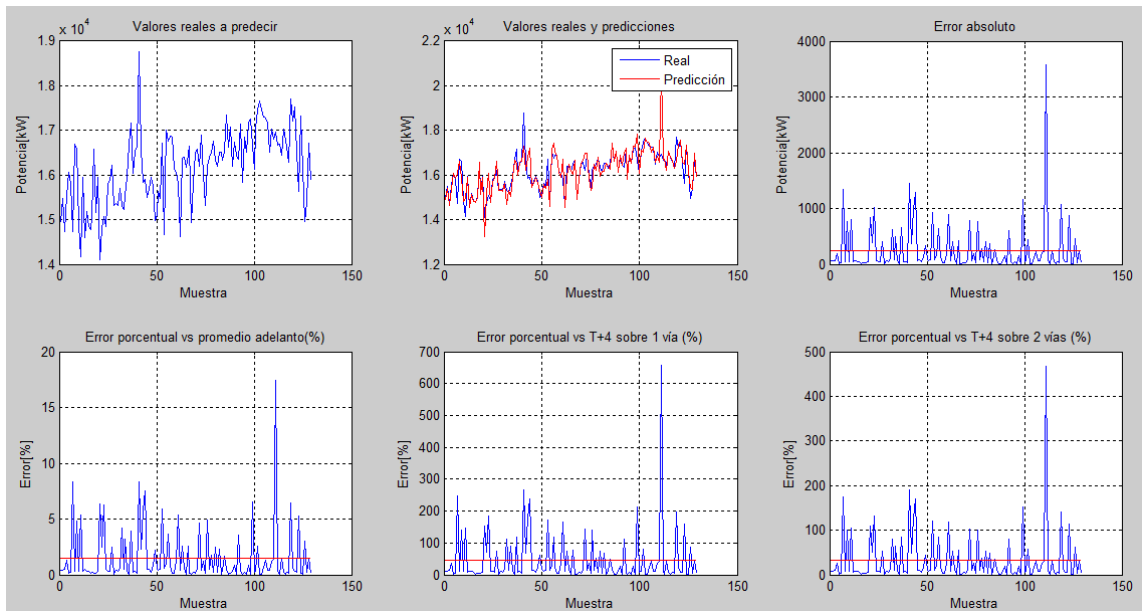 Valores reales a predecir
x 10^4
1.9
1.8
1.7
1.6
1.5
1.4
Potencia[kW]
0 50 100 150
Muestra
Valores reales y predicciones
x 10^4
2.2
2
1.8
1.6
1.4
1.2
Potencia[kW]
Real
Predicción
0 50 100 150
Muestra
Error absoluto
4000
3000
2000
1000
0
Potencia[kW]
0 50 100 150
Muestra
Error porcentual vs promedio adelanto(%)
20
15
10
5
0
Error[%]
0 50 100 150
Muestra
Error porcentual vs T+4 sobre 1 vía (%)
700
600
500
400
300
200
100
0
Error[%]
0 50 100 150
Muestra
Error porcentual vs T+4 sobre 2 vías (%)
500
400
300
200
100
0
Error[%]
0 50 100 150
Muestra